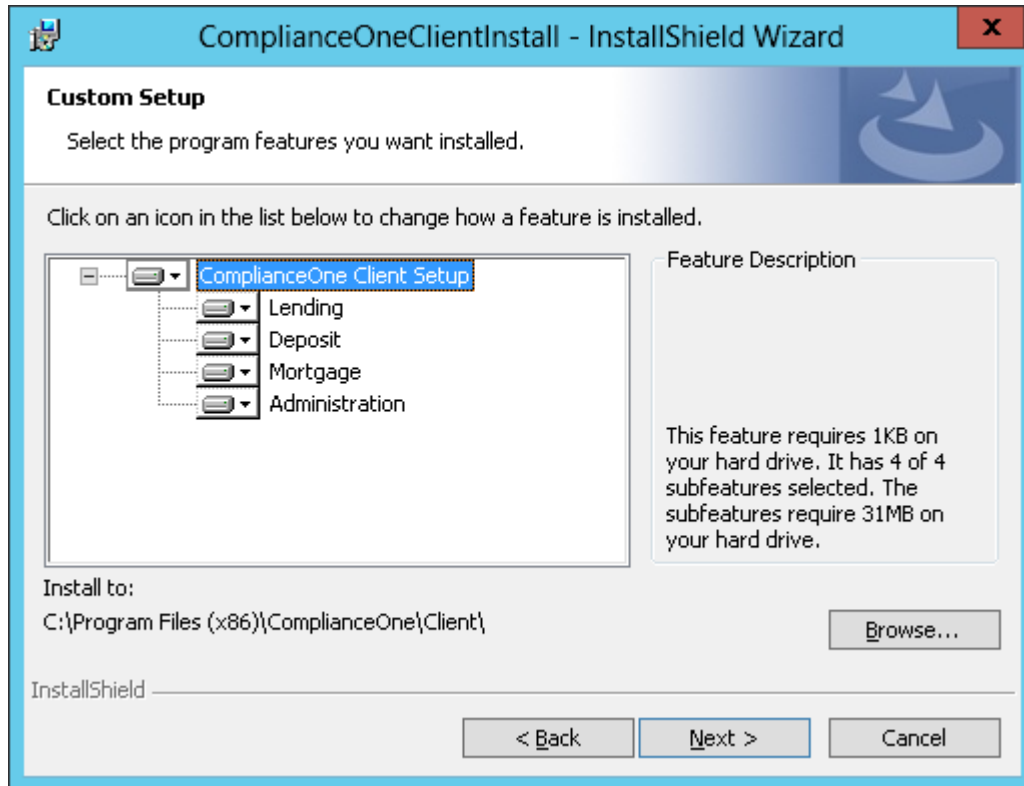 ComplianceOneClientInstall - InstallShield Wizard
Custom Setup
Select the program features you want installed.
Click on an icon in the list below to change how a feature is installed.
ComplianceOne Client Setup
Lending
Deposit
Mortgage
Administration
Feature Description
This feature requires 1KB on
your hard drive. It has 4 of 4
subfeatures selected. The
subfeatures require 31MB on
your hard drive.
Install to:
C:\Program Files (x86)\ComplianceOne\Client\
Browse...
InstallShield
< Back
Next >
Cancel